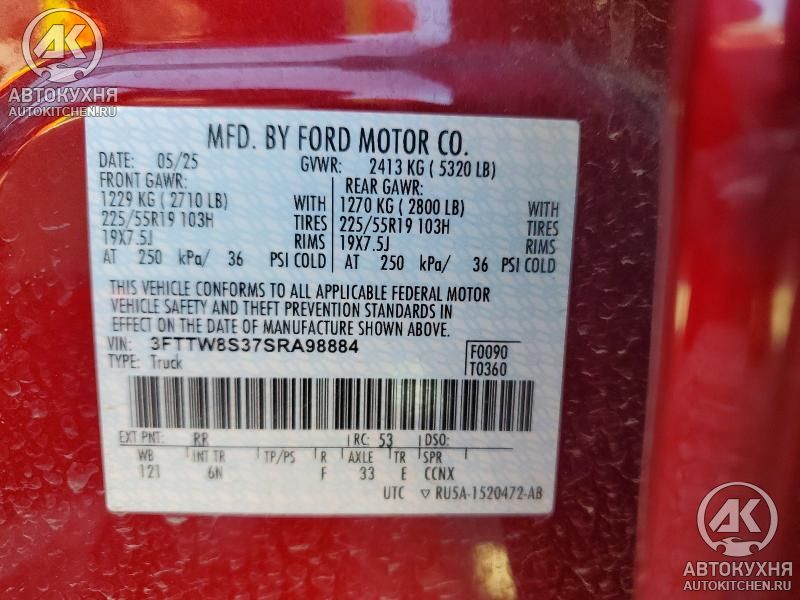 АК
АВТОКУХНЯ
AUTOKITCHEN.RU
MFD. BY FORD MOTOR CO.
DATE: 05/25 GVWR: 2413 KG ( 5320 LB)
FRONT GAWR: REAR GAWR:
1229 KG ( 2710 LB) WITH 1270 KG ( 2800 LB) WITH
225/55R19 103H TIRES 225/55R19 103H TIRES
19X7.5J RIMS 19X7.5J RIMS
AT 250 kPa/ 36 PSI COLD AT 250 kPa/ 36 PSI COLD
THIS VEHICLE CONFORMS TO ALL APPLICABLE FEDERAL MOTOR
VEHICLE SAFETY AND THEFT PREVENTION STANDARDS IN
EFFECT ON THE DATE OF MANUFACTURE SHOWN ABOVE.
VIN: 3FTTW8S37SRA98884 F0090
TYPE: Truck T0360
EXT PNT: RR RC: 53 DSO:
WB INT TR TP/PS R AXLE TR SPR
121 6N F 33 E CCNX
UTC ▽ RU5A-1520472-AB
АК
АВТОКУХНЯ
AUTOKITCHEN.RU